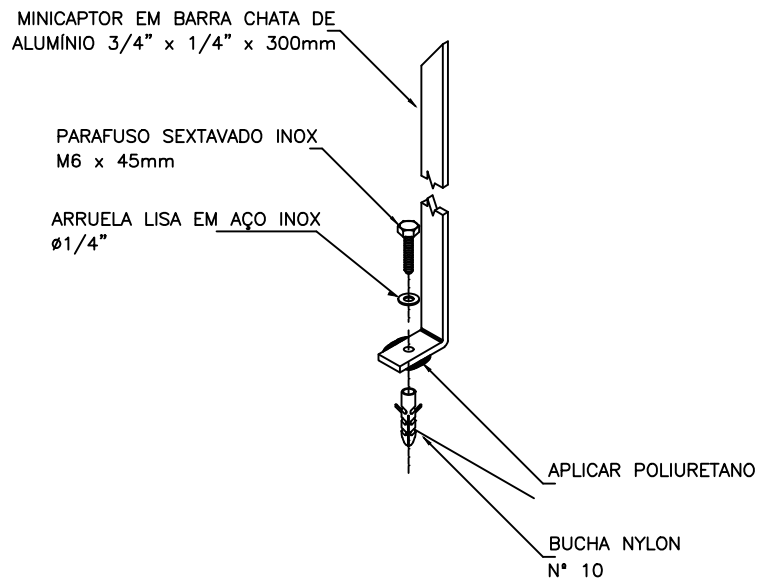 MINICAPTOR EM BARRA CHATA DE
ALUMÍNIO 3/4" x 1/4" x 300mm
PARAFUSO SEXTAVADO INOX
M6 x 45mm
ARRUELA LISA EM AÇO INOX
ø1/4"
APLICAR POLIURETANO
BUCHA NYLON
Nº 10